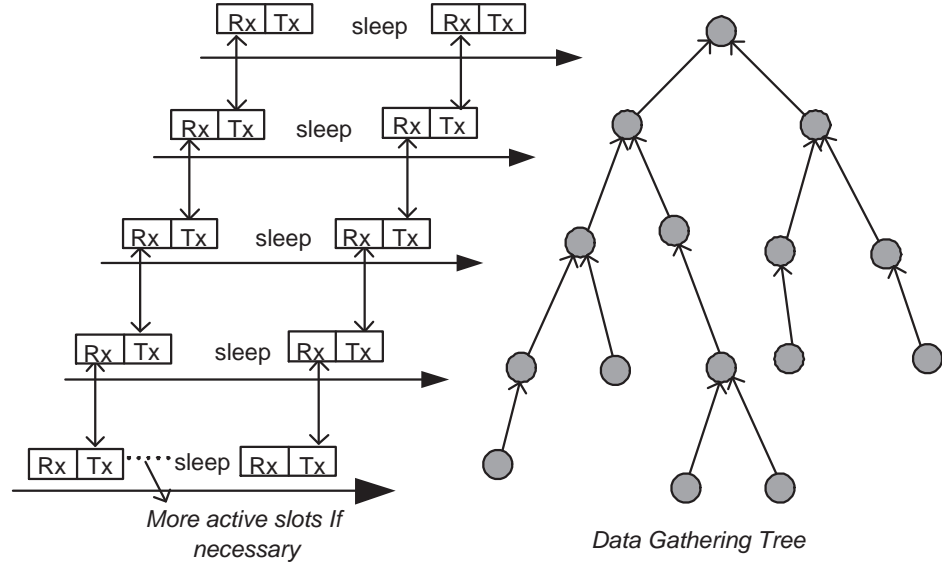 Rx Tx sleep Rx Tx
Rx Tx sleep Rx Tx
Rx Tx sleep Rx Tx
Rx Tx sleep Rx Tx
Rx Tx sleep Rx Tx
More active slots If
necessary
Data Gathering Tree